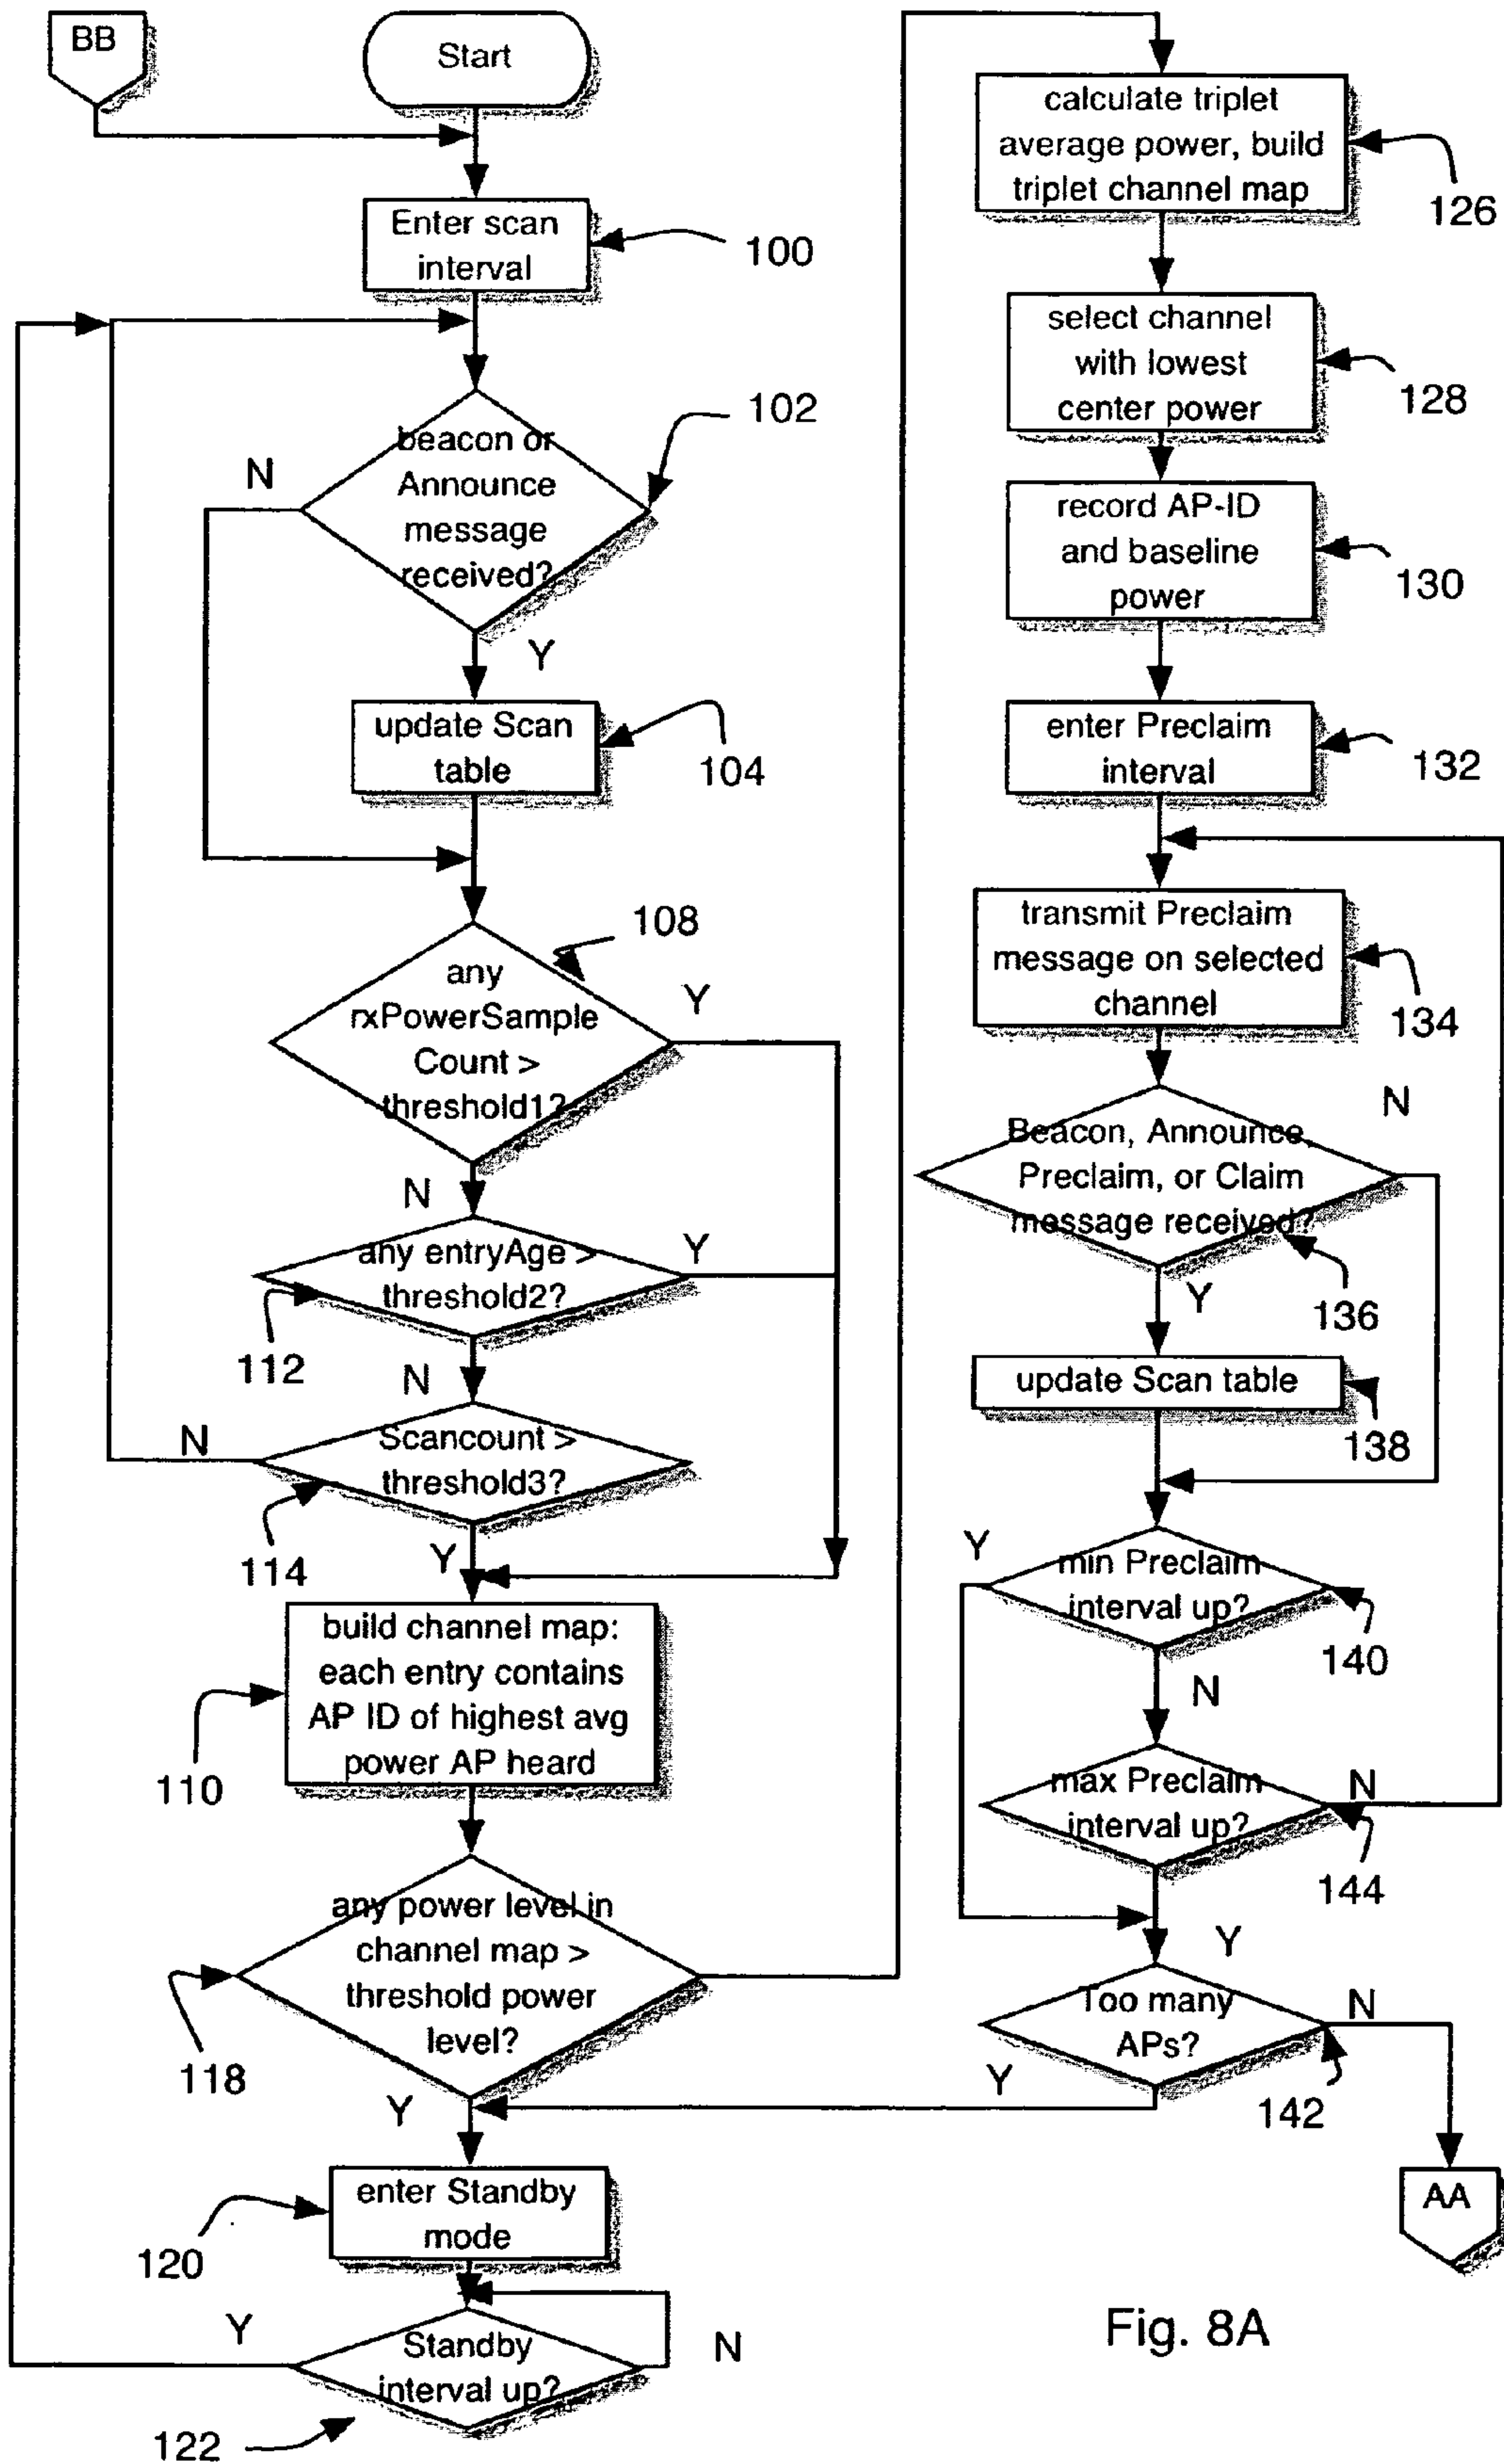 BB
Start
Enter scan
interval
100
beacon or
Announce
message
received?
102
N
Y
update Scan
table
104
any
rxPowerSample
Count >
threshold1?
108
Y
N
any entryAge >
threshold2?
Y
112
N
Scancount >
threshold3?
N
114
Y
build channel map:
each entry contains
AP ID of highest avg
power AP heard
110
any power level in
channel map >
threshold power
level?
118
Y
enter Standby
mode
120
Standby
interval up?
Y
N
122
calculate triplet
average power, build
triplet channel map
126
select channel
with lowest
center power
128
record AP-ID
and baseline
power
130
enter Preclaim
interval
132
transmit Preclaim
message on selected
channel
134
Beacon, Announce,
Preclaim, or Claim
message received?
N
136
Y
update Scan table
138
min Preclaim
interval up?
Y
140
N
max Preclaim
interval up?
N
144
Y
Too many
APs?
N
Y
142
AA
Fig. 8A